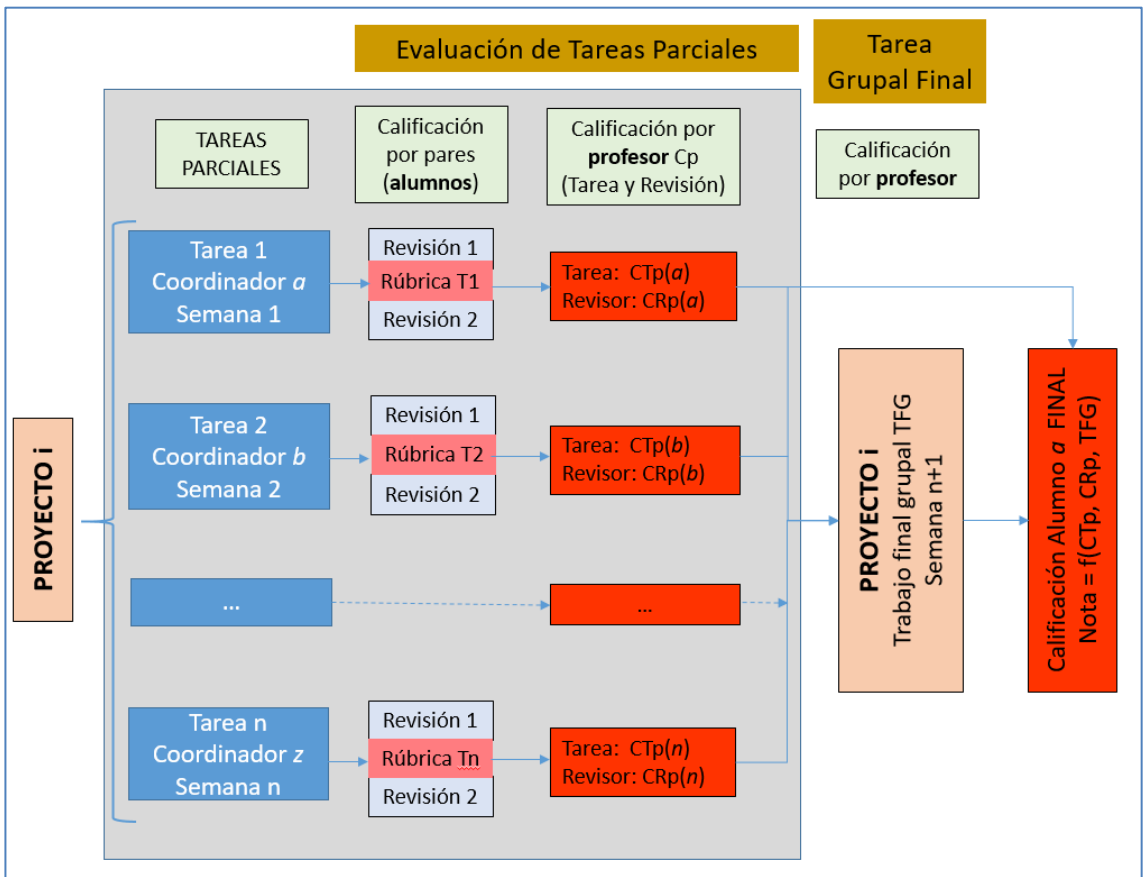 Evaluación de Tareas Parciales
Tarea
Grupal Final
TAREAS
PARCIALES
Calificación
por pares
(alumnos)
Calificación por
profesor Cp
(Tarea y Revisión)
Calificación
por profesor
PROYECTO i
Tarea 1
Coordinador a
Semana 1
Revisión 1
Rúbrica T1
Revisión 2
Tarea: CTp(a)
Revisor: CRp(a)
Tarea 2
Coordinador b
Semana 2
Revisión 1
Rúbrica T2
Revisión 2
Tarea: CTp(b)
Revisor: CRp(b)
...
...
Tarea n
Coordinador z
Semana n
Revisión 1
Rúbrica Tn
Revisión 2
Tarea: CTp(n)
Revisor: CRp(n)
PROYECTO i
Trabajo final grupal TFG
Semana n+1
Calificación Alumno a FINAL
Nota = f(CTp, CRp, TFG)